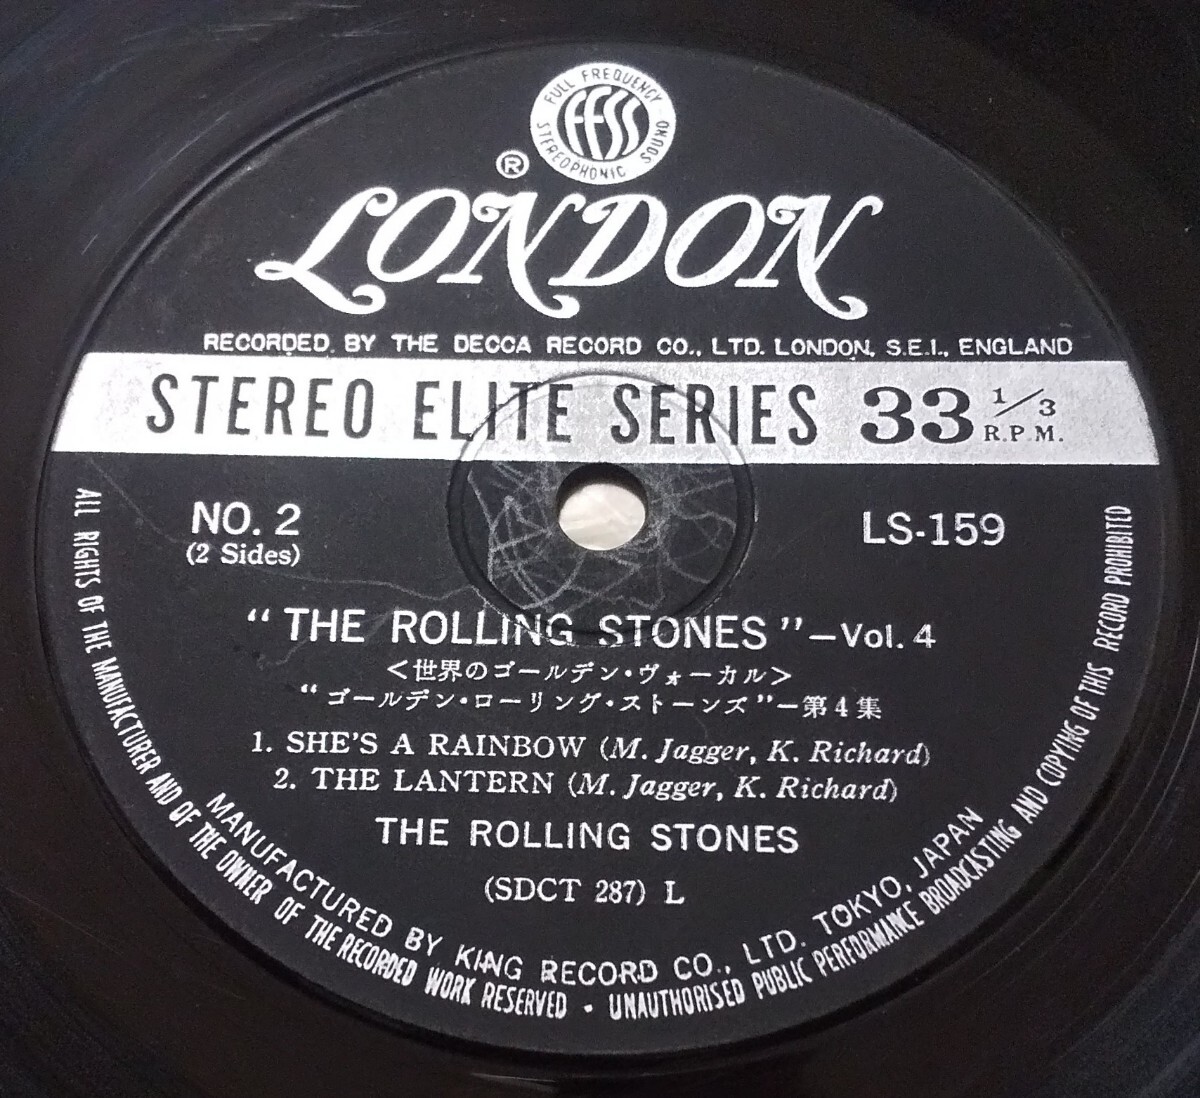 FULL FREQUENCY
FFSS
STEREOPHONIC SOUND
®
LONDON
RECORDED. BY THE DECCA RECORD CO., LTD. LONDON, S.E.I., ENGLAND
STEREO ELITE SERIES 33 1/3 R.P.M.
NO. 2
(2 Sides)
LS-159
“THE ROLLING STONES”—Vol. 4
<世界のゴールデン・ヴォーカル>
“ゴールデン・ローリング・ストーンズ”—第4集
1. SHE'S A RAINBOW (M. Jagger, K. Richard)
2. THE LANTERN (M. Jagger, K. Richard)
THE ROLLING STONES
(SDCT 287) L
MANUFACTURED BY KING RECORD CO., LTD. TOKYO, JAPAN
ALL RIGHTS OF THE MANUFACTURER AND OF THE OWNER OF THE RECORDED WORK RESERVED · UNAUTHORISED PUBLIC PERFORMANCE BROADCASTING AND COPYING OF THIS RECORD PROHIBITED